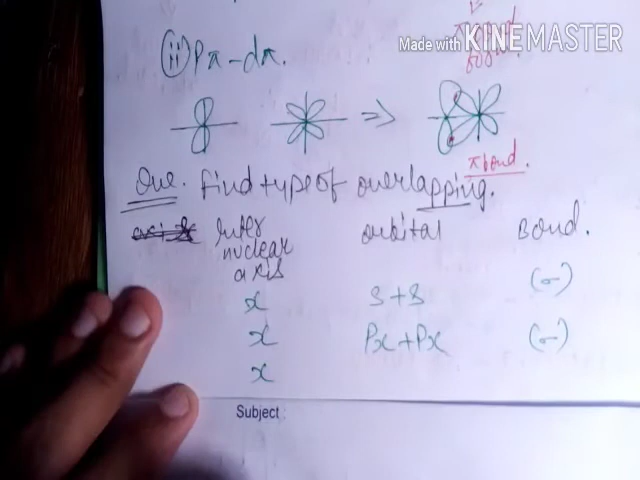 Made with KINEMASTER
(ii) Pπ - dπ.
⇒
π bond.
Que. Find type of overlapping.
Inter nuclear axis orbital Bond.
x s+s (σ)
x Px+Px (σ)
x
Subject :